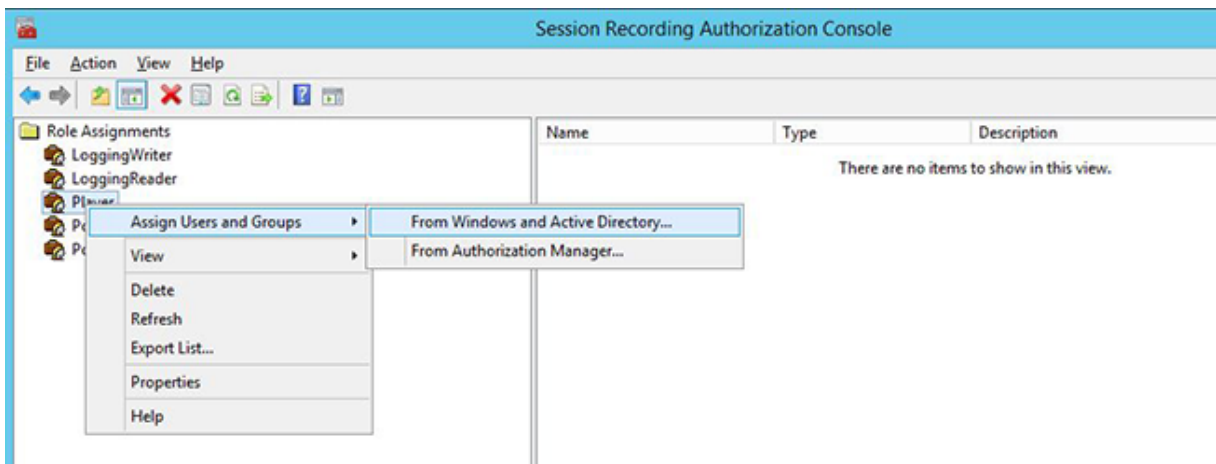 Session Recording Authorization Console
File Action View Help
Role Assignments
LoggingWriter
LoggingReader
Player
Assign Users and Groups
View
Delete
Refresh
Export List...
Properties
Help
From Windows and Active Directory...
From Authorization Manager...
Name Type Description
There are no items to show in this view.